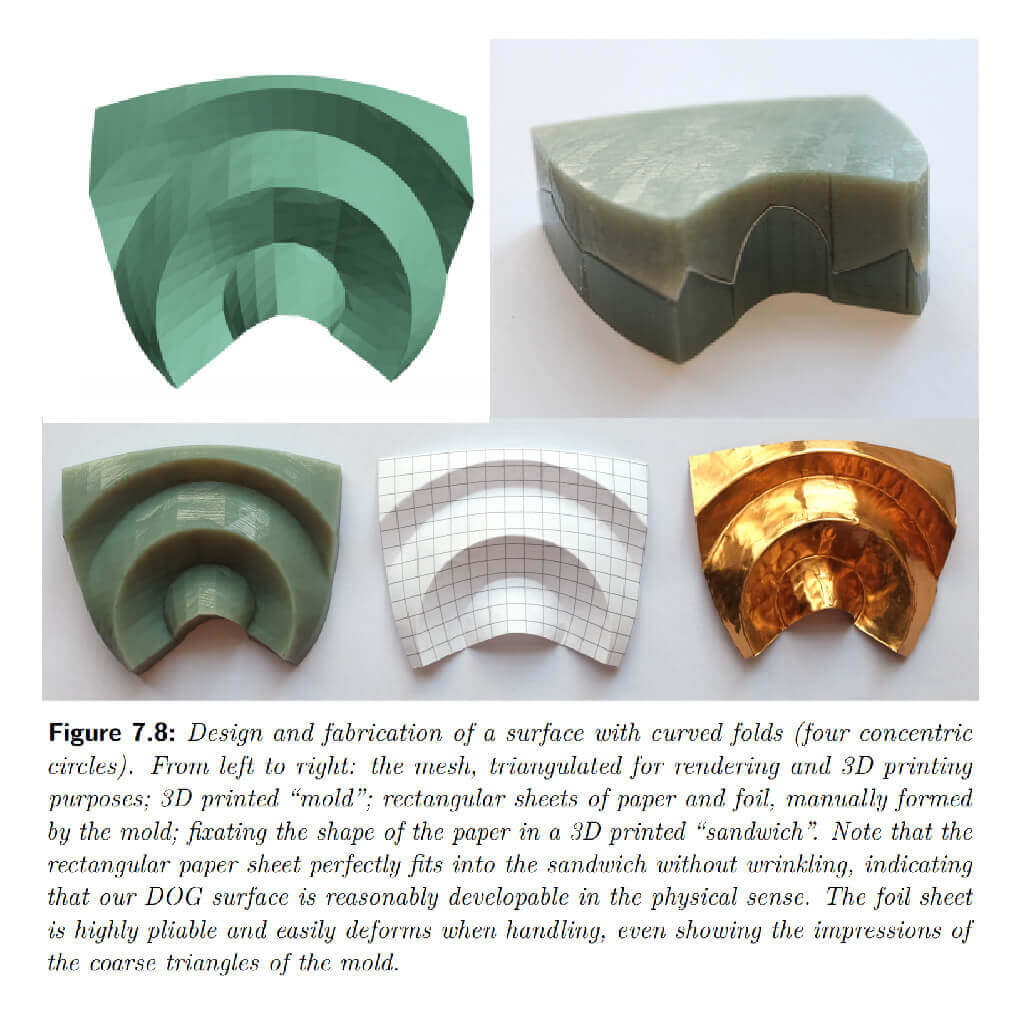 Figure 7.8: Design and fabrication of a surface with curved folds (four concentric
circles). From left to right: the mesh, triangulated for rendering and 3D printing
purposes; 3D printed “mold”; rectangular sheets of paper and foil, manually formed
by the mold; fixating the shape of the paper in a 3D printed “sandwich”. Note that the
rectangular paper sheet perfectly fits into the sandwich without wrinkling, indicating
that our DOG surface is reasonably developable in the physical sense. The foil sheet
is highly pliable and easily deforms when handling, even showing the impressions of
the coarse triangles of the mold.